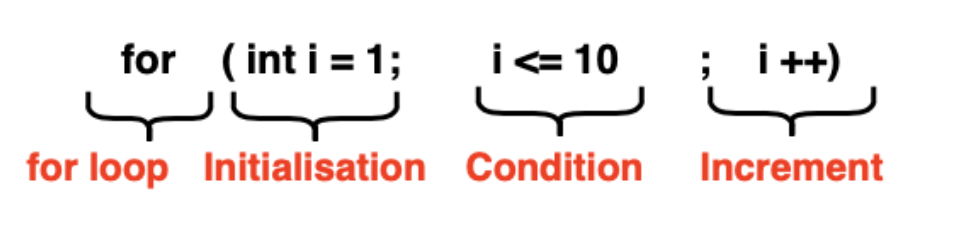 for ( int i = 1; i <= 10 ; i ++)
for loop Initialisation Condition Increment